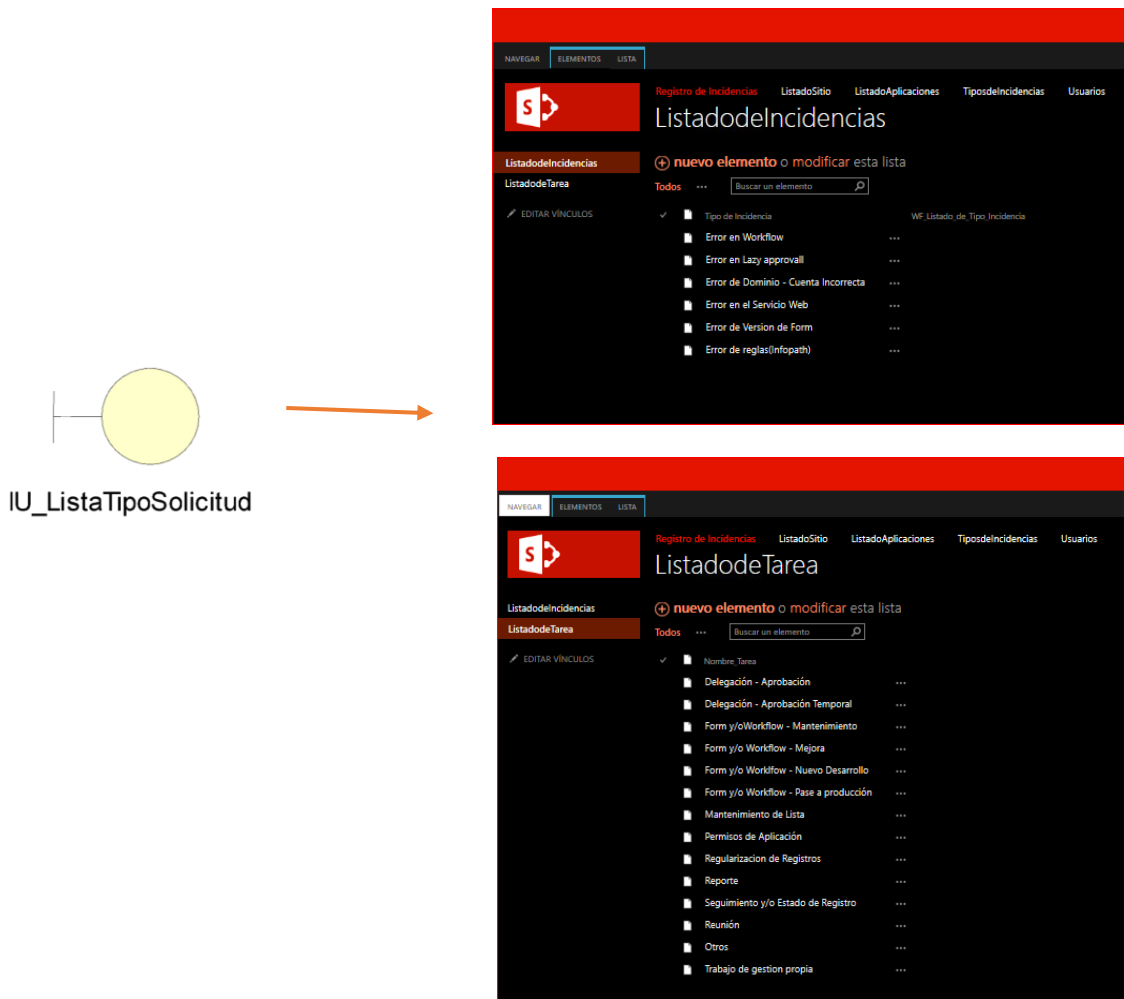 NAVEGAR ELEMENTOS LISTA
S
Registro de Incidencias ListadoSitio ListadoAplicaciones TiposdeIncidencias Usuarios
ListadodeIncidencias
ListadodeIncidencias
ListadodeTarea
EDITAR VÍNCULOS
nuevo elemento o modificar esta lista
Todos ... Buscar un elemento
Tipo de Incidencia WF_Listado_de_Tipo_Incidencia
Error en Workflow ...
Error en Lazy approvall ...
Error de Dominio - Cuenta Incorrecta ...
Error en el Servicio Web ...
Error de Version de Form ...
Error de reglas(Infopath) ...
IU_ListaTipoSolicitud
NAVEGAR ELEMENTOS LISTA
S
Registro de Incidencias ListadoSitio ListadoAplicaciones TiposdeIncidencias Usuarios
ListadodeTarea
ListadodeIncidencias
ListadodeTarea
EDITAR VÍNCULOS
nuevo elemento o modificar esta lista
Todos ... Buscar un elemento
Nombre_Tarea
Delegación - Aprobación ...
Delegación - Aprobación Temporal ...
Form y/oWorkflow - Mantenimiento ...
Form y/o Workflow - Mejora ...
Form y/o Worklfow - Nuevo Desarrollo ...
Form y/o Workflow - Pase a producción ...
Mantenimiento de Lista ...
Permisos de Aplicación ...
Regularizacion de Registros ...
Reporte ...
Seguimiento y/o Estado de Registro ...
Reunión ...
Otros ...
Trabajo de gestion propia ...